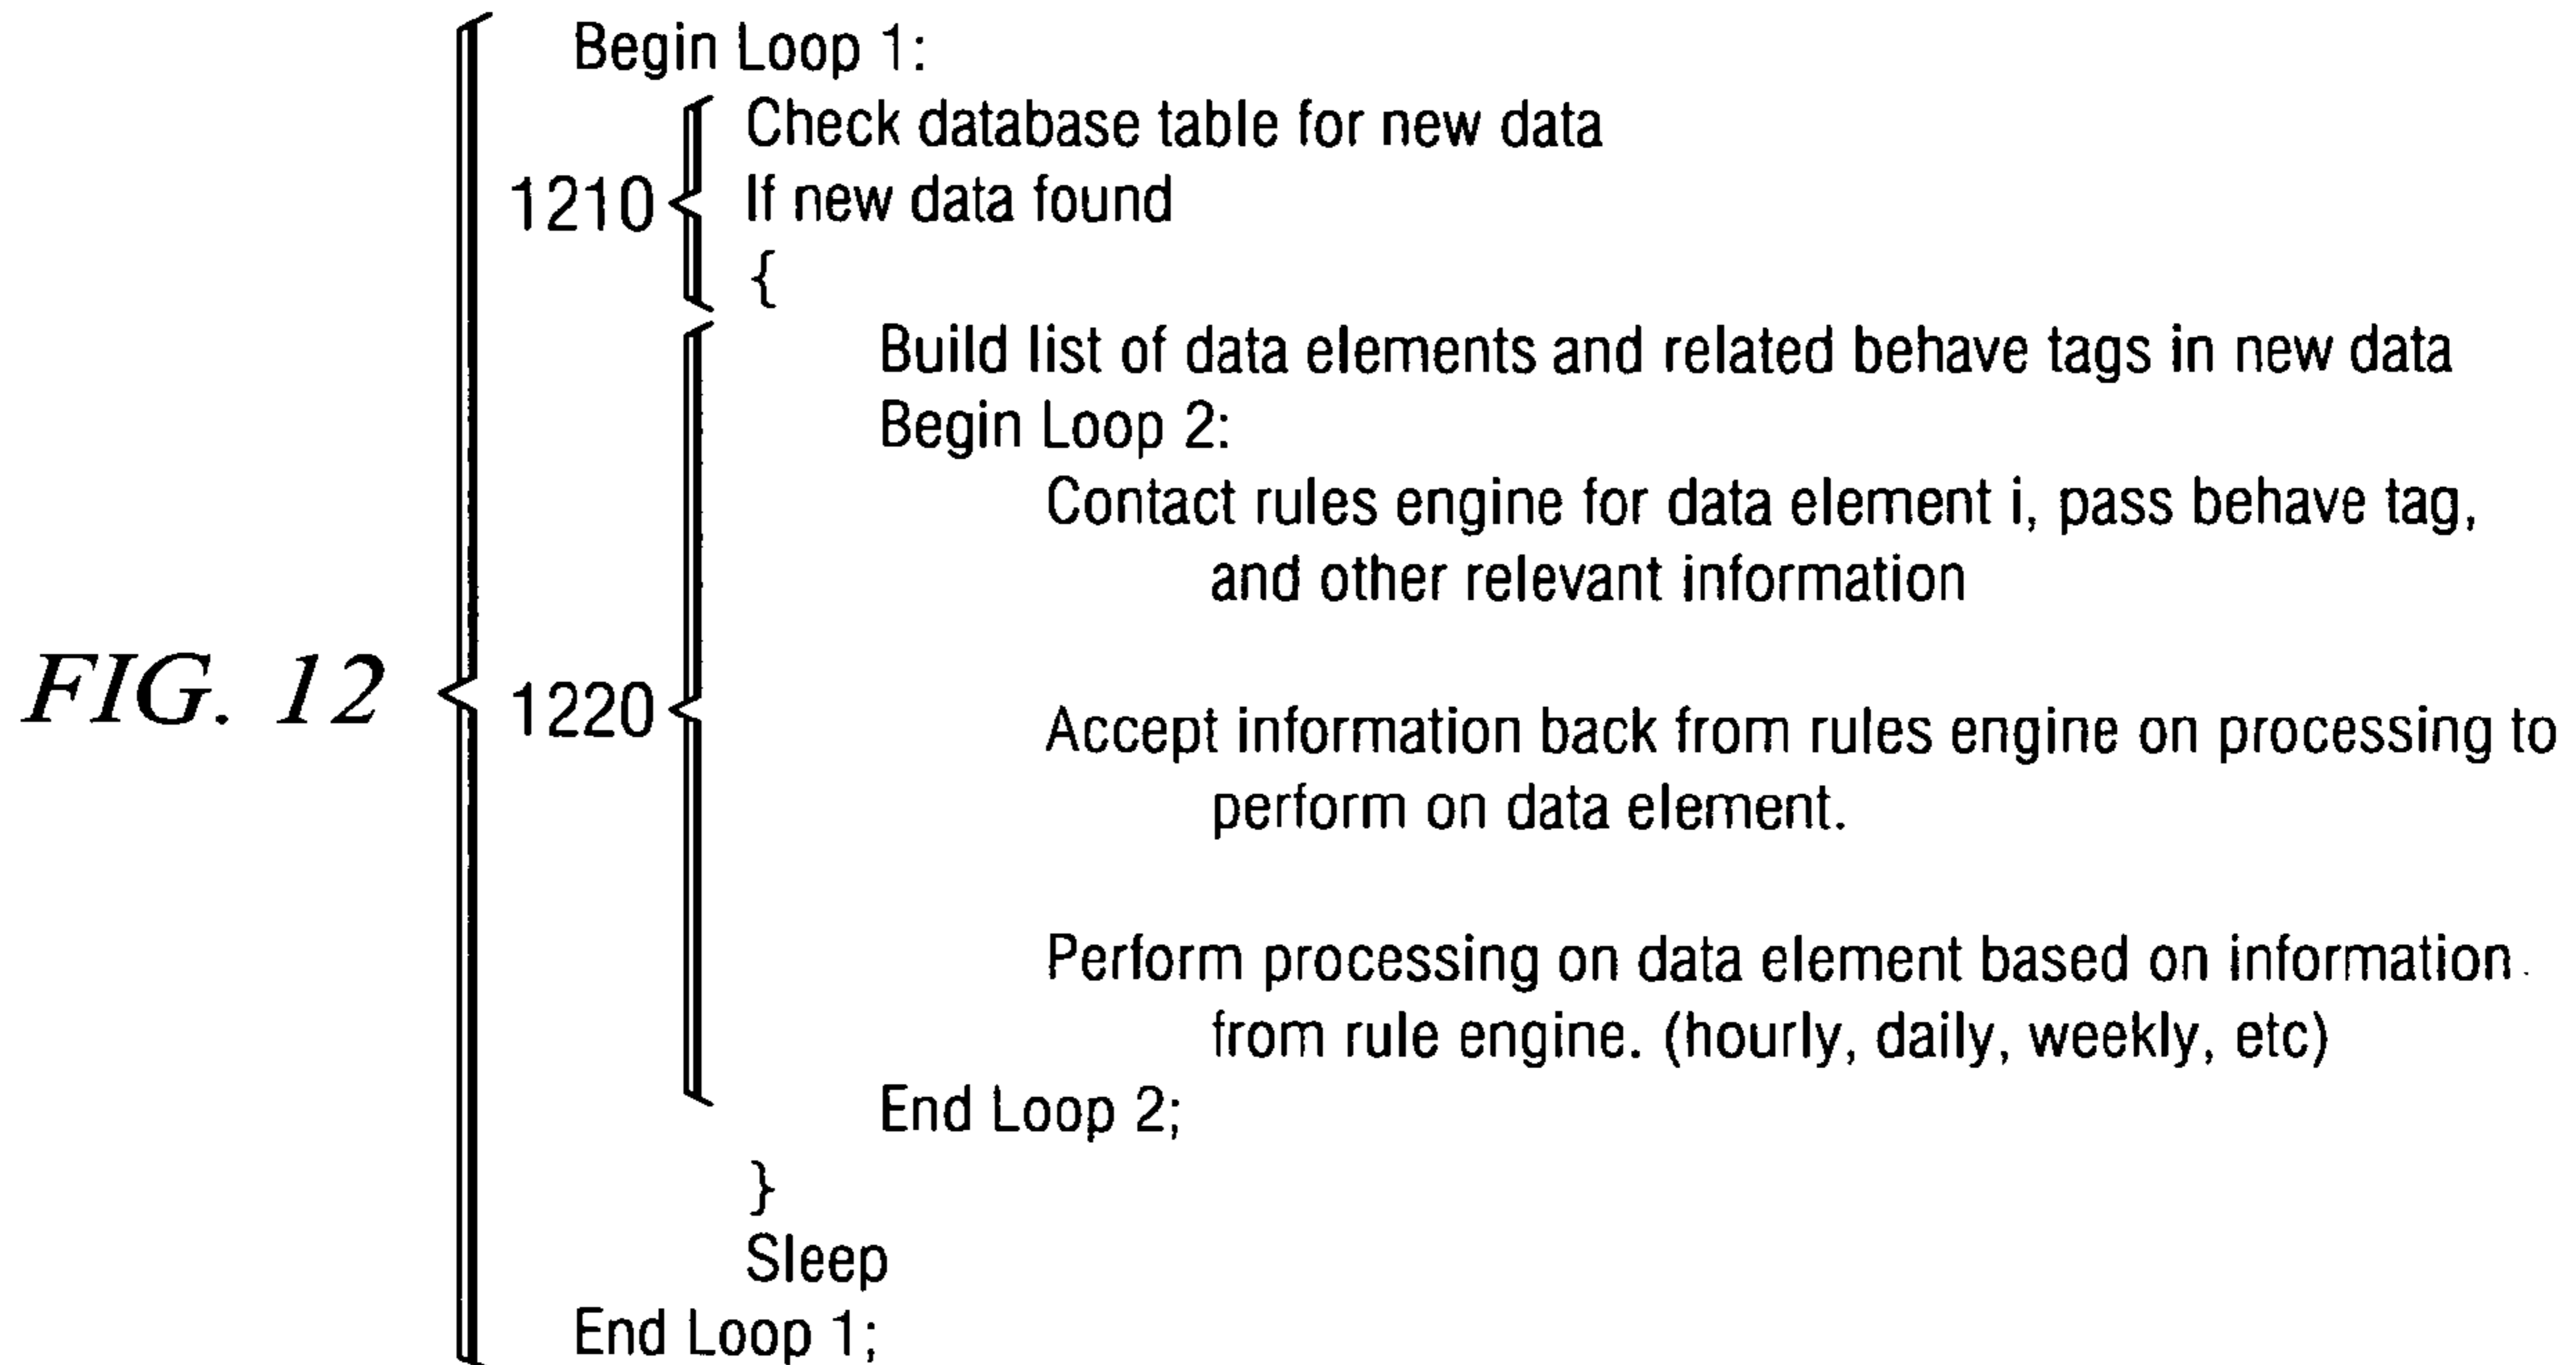 Begin Loop 1:
Check database table for new data
1210 If new data found
{
Build list of data elements and related behave tags in new data
Begin Loop 2:
Contact rules engine for data element i, pass behave tag,
and other relevant information
FIG. 12
1220
Accept information back from rules engine on processing to
perform on data element.
Perform processing on data element based on information
from rule engine. (hourly, daily, weekly, etc)
End Loop 2;
}
Sleep
End Loop 1;